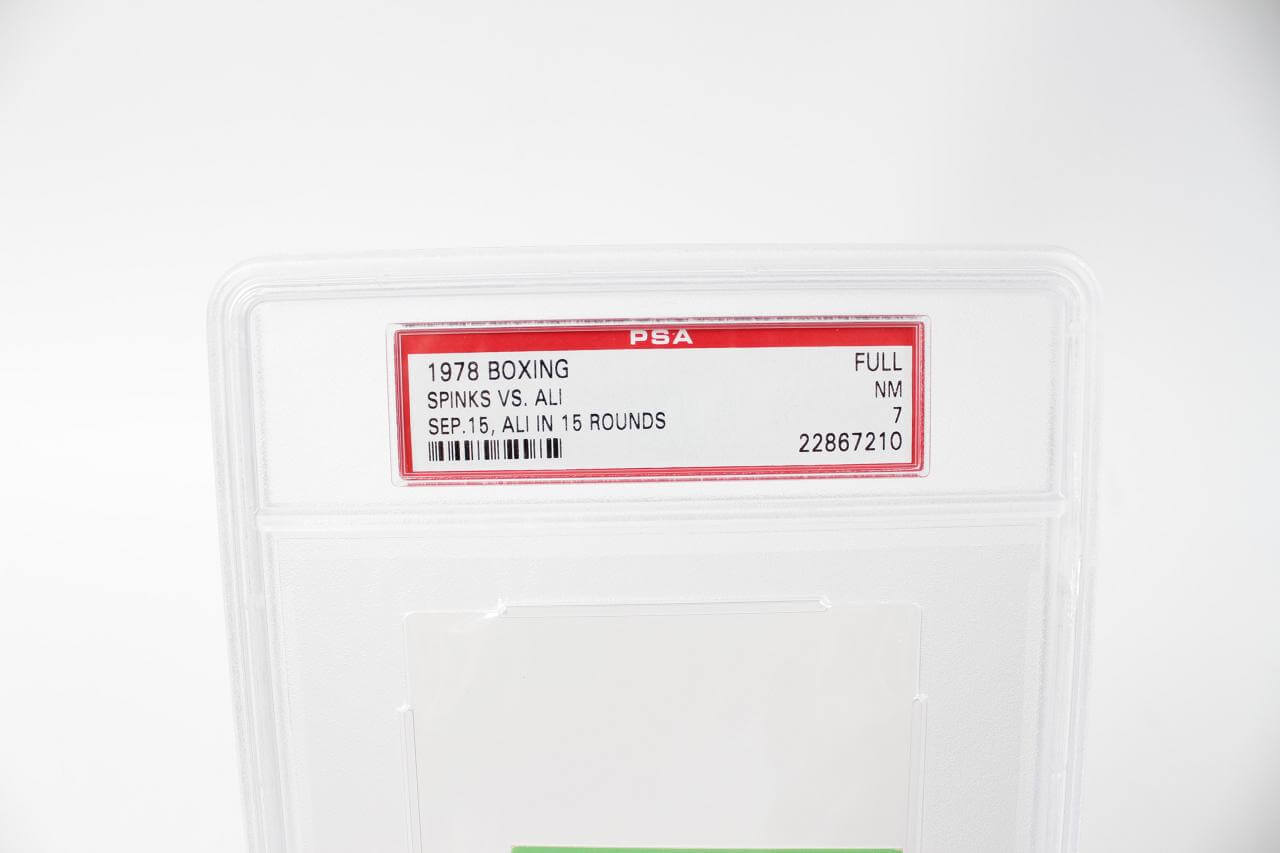 PSA
1978 BOXING FULL
SPINKS VS. ALI NM
SEP.15, ALI IN 15 ROUNDS 7
22867210